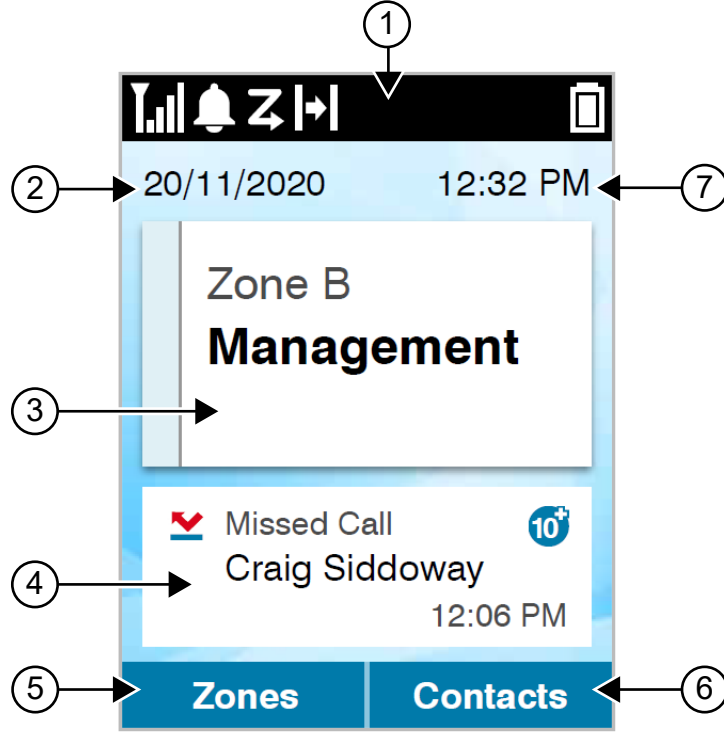 1
2
20/11/2020
12:32 PM
7
Zone B
Management
3
Missed Call
10+
Craig Siddoway
4
12:06 PM
5
Zones
Contacts
6